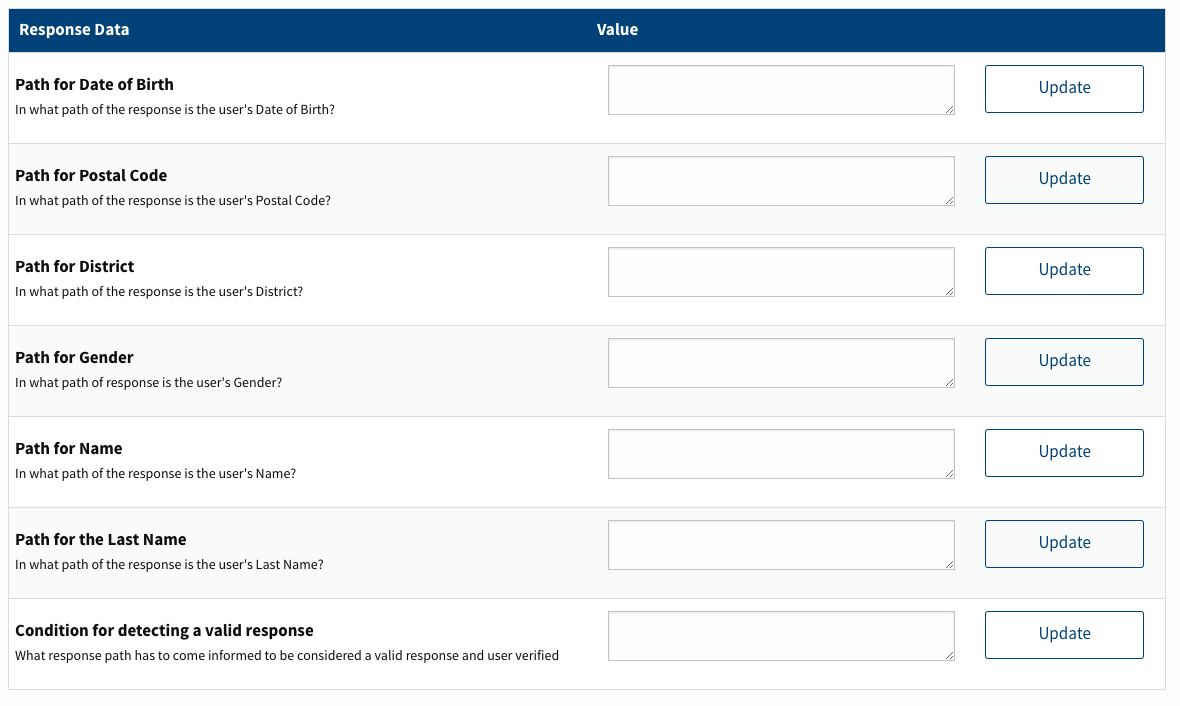 Response Data Value
Path for Date of Birth
In what path of the response is the user's Date of Birth?
Update
Path for Postal Code
In what path of the response is the user's Postal Code?
Update
Path for District
In what path of the response is the user's District?
Update
Path for Gender
In what path of response is the user's Gender?
Update
Path for Name
In what path of the response is the user's Name?
Update
Path for the Last Name
In what path of the response is the user's Last Name?
Update
Condition for detecting a valid response
What response path has to come informed to be considered a valid response and user verified
Update